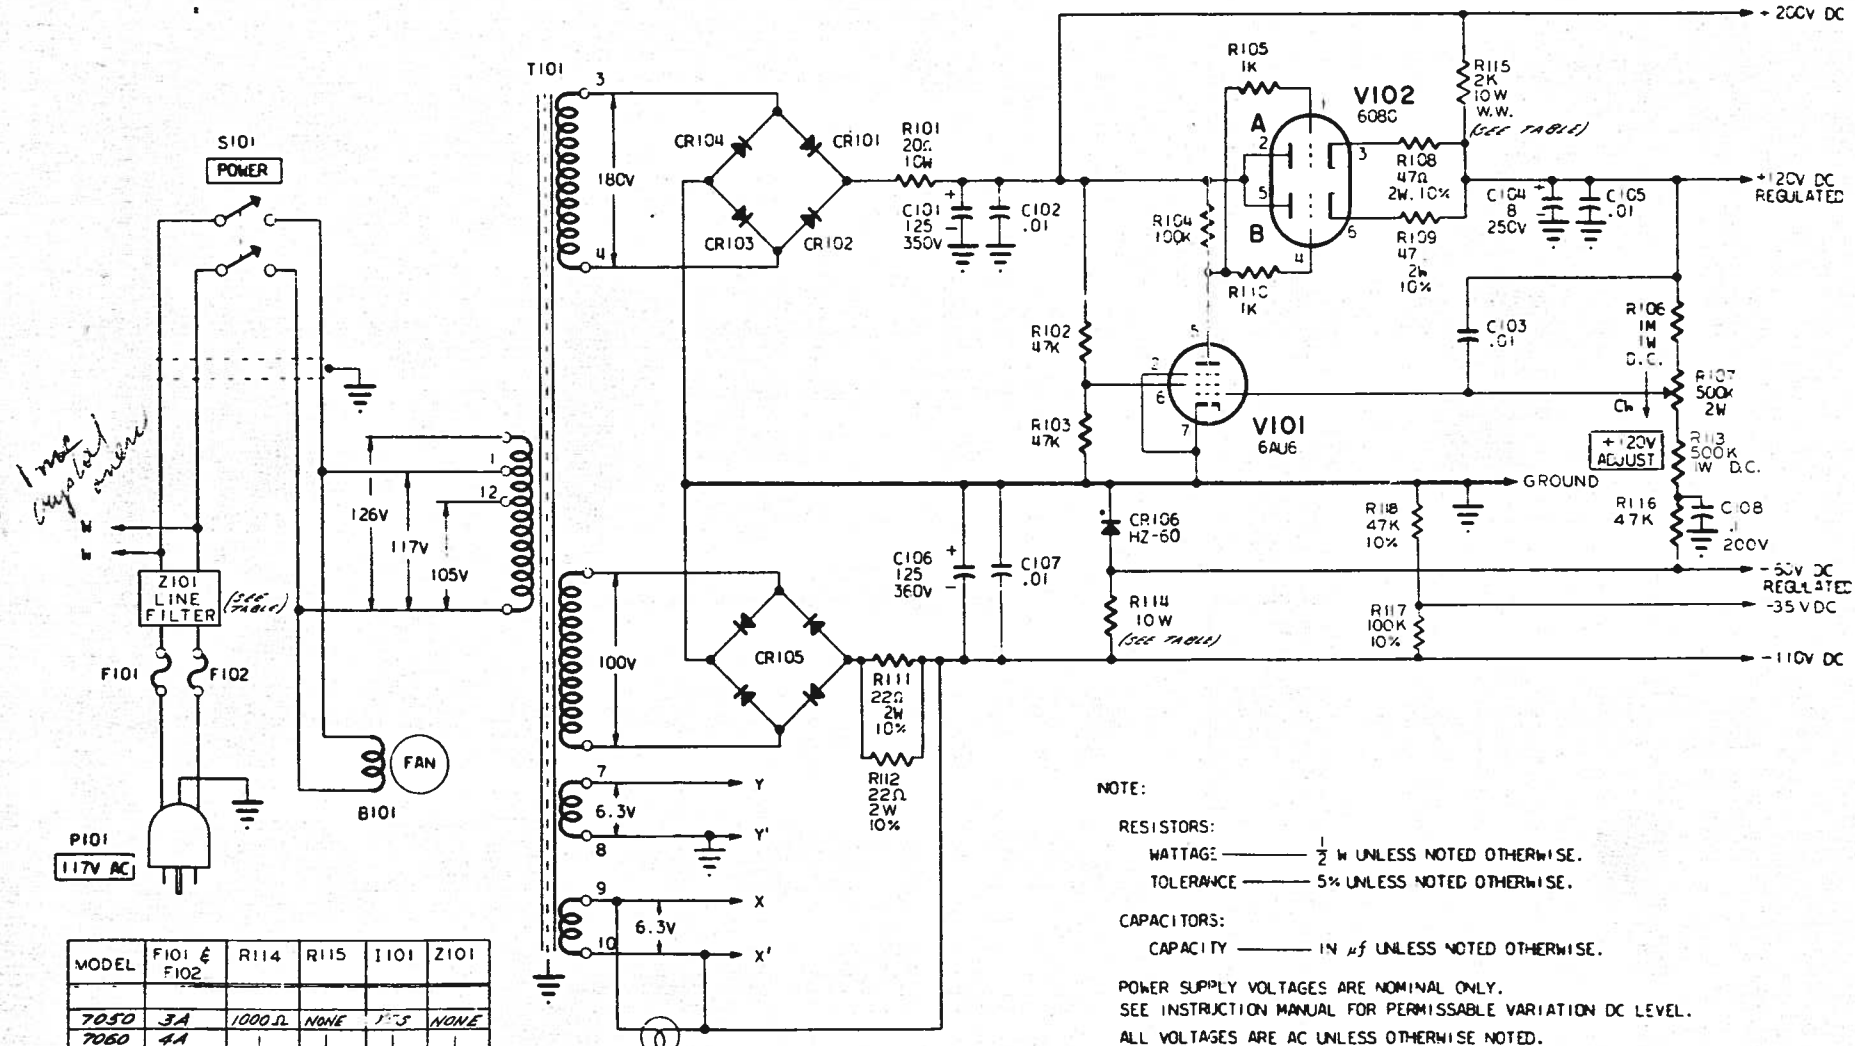 + 200V DC
T101
3
180V
4
S101
POWER
CR104
CR101
CR103
CR102
R101
20Ω
10W
C101
125
350V
+
-
C102
.01
R105
1K
V102
6080
A
2
5
B
3
6
4
R104
100K
R110
1K
R108
47Ω
2W. 10%
R109
47
2W
10%
R115
2K
10W
W.W.
(SEE TABLE)
C104
8
250V
+
-
C105
.01
+120V DC
REGULATED
R102
47K
R103
47K
5
2
6
7
V101
6AU6
C103
.01
R106
1M
1W
D.C.
R107
500K
2W
CW
+120V
ADJUST
R113
500K
1W D.C.
R116
47K
C108
.1
200V
GROUND
1
12
126V
117V
105V
W
W
Z101
LINE
FILTER
(SEE
TABLE)
F101
F102
P101
117V AC
FAN
B101
100V
CR105
C106
125
360V
+
-
C107
.01
CR106
HZ-60
R114
10W
(SEE TABLE)
R118
47K
10%
R117
100K
10%
-60V DC
REGULATED
-35VDC
-110V DC
R111
22Ω
2W
10%
R112
22Ω
2W
10%
7
6.3V
8
Y
Y'
9
6.3V
10
X
X'
NOTE:
RESISTORS:
WATTAGE ½ W UNLESS NOTED OTHERWISE.
TOLERANCE 5% UNLESS NOTED OTHERWISE.
CAPACITORS:
CAPACITY IN µf UNLESS NOTED OTHERWISE.
POWER SUPPLY VOLTAGES ARE NOMINAL ONLY.
SEE INSTRUCTION MANUAL FOR PERMISSABLE VARIATION DC LEVEL.
ALL VOLTAGES ARE AC UNLESS OTHERWISE NOTED.
MODEL F101 & F102 R114 R115 I101 Z101
7050 3A 1000Ω NONE YES NONE
7060 4A